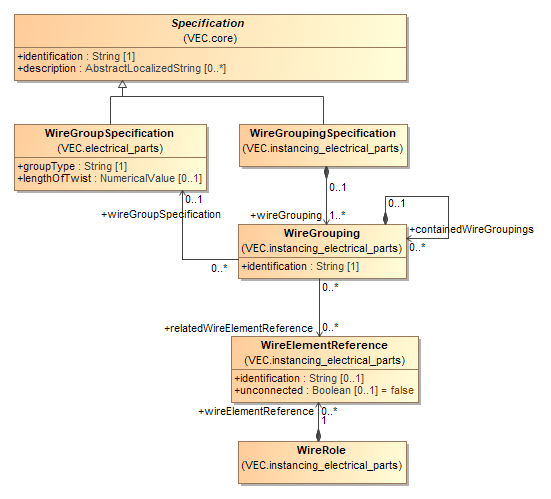 Specification
(VEC.core)
+identification : String [1]
+description : AbstractLocalizedString [0..*]
WireGroupSpecification
(VEC.electrical_parts)
+groupType : String [1]
+lengthOfTwist : NumericalValue [0..1]
WireGroupingSpecification
(VEC.instancing_electrical_parts)
0..1
+wireGroupSpecification
0..1
+wireGrouping
1..*
0..1
+containedWireGroupings
0..*
WireGrouping
(VEC.instancing_electrical_parts)
+identification : String [1]
0..*
0..*
+relatedWireElementReference
0..*
WireElementReference
(VEC.instancing_electrical_parts)
+identification : String [0..1]
+unconnected : Boolean [0..1] = false
+wireElementReference
0..*
1
WireRole
(VEC.instancing_electrical_parts)